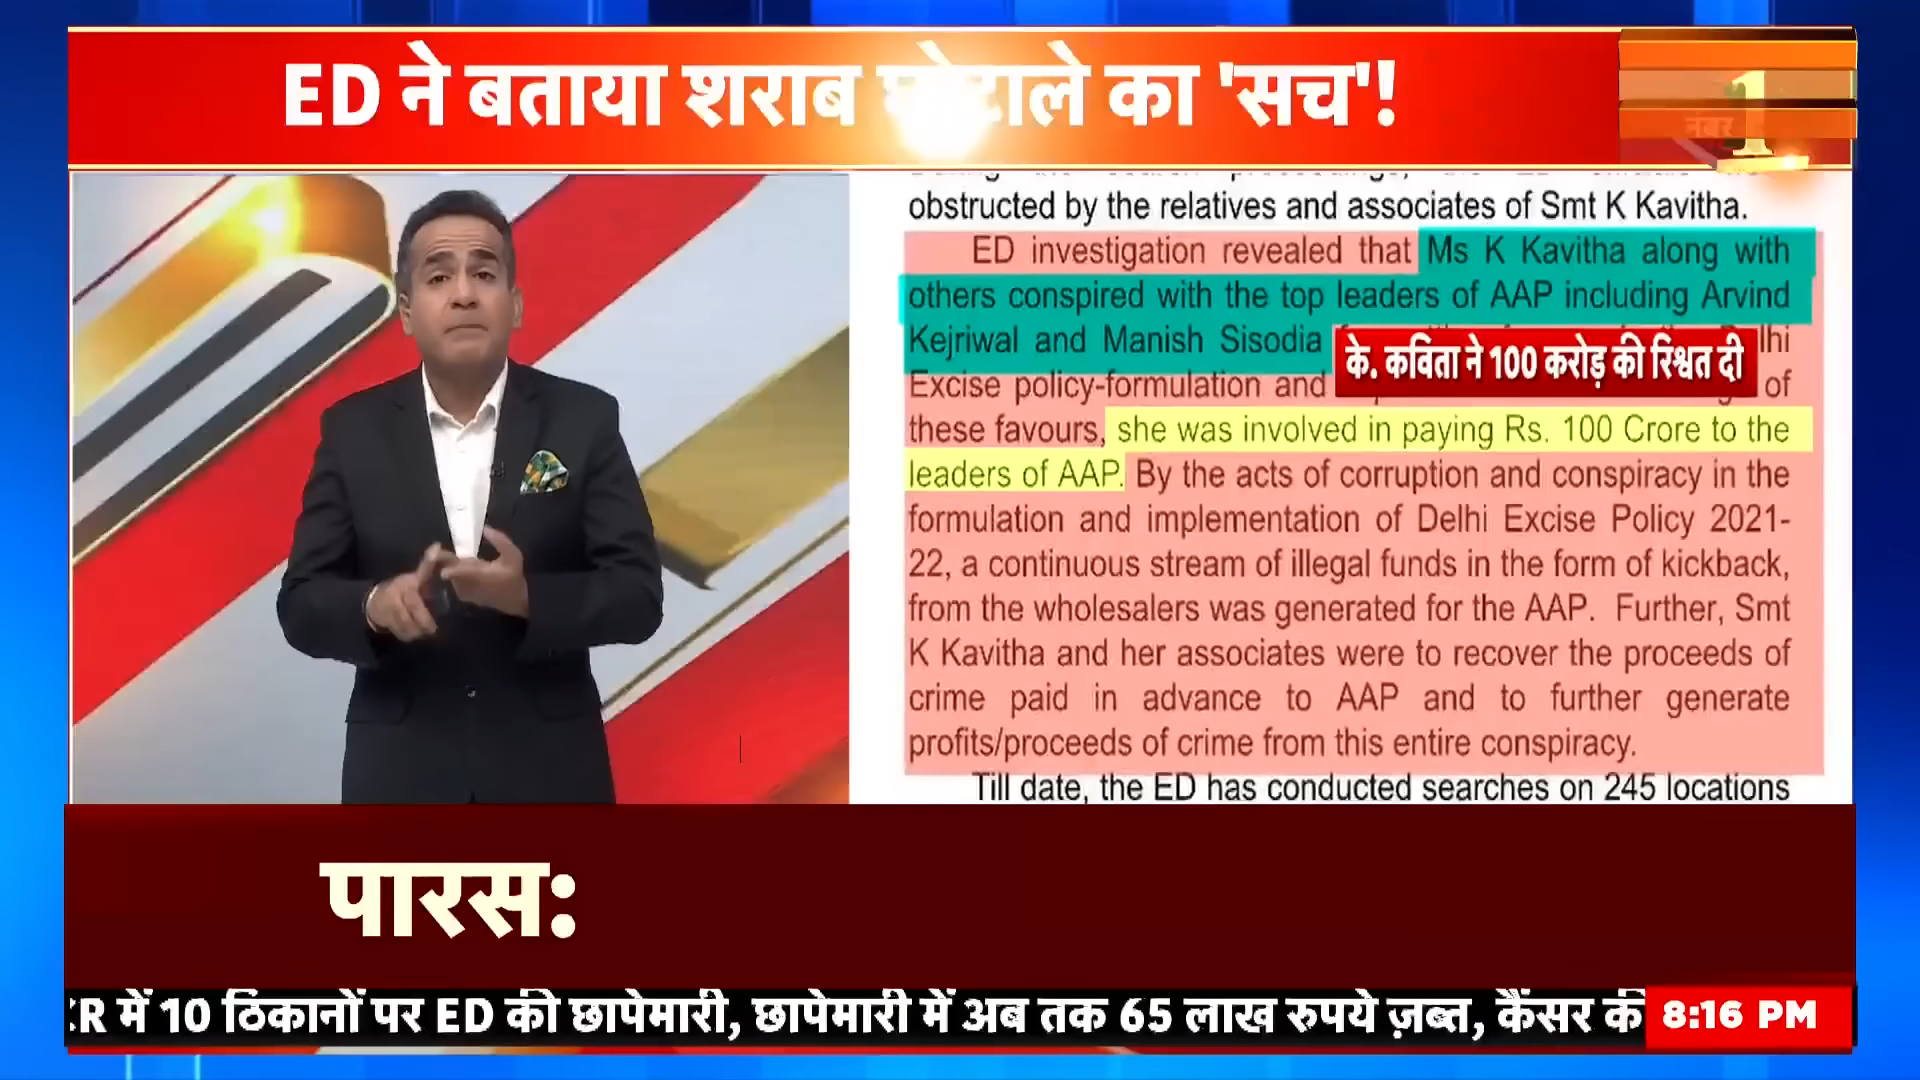 ED ने बताया शराब घोटाले का 'सच'!
नंबर 1
obstructed by the relatives and associates of Smt K Kavitha.
ED investigation revealed that Ms K Kavitha along with
others conspired with the top leaders of AAP including Arvind
Kejriwal and Manish Sisodia
के. कविता ने 100 करोड़ की रिश्वत दी
Excise policy-formulation and of
these favours, she was involved in paying Rs. 100 Crore to the
leaders of AAP. By the acts of corruption and conspiracy in the
formulation and implementation of Delhi Excise Policy 2021-
22, a continuous stream of illegal funds in the form of kickback,
from the wholesalers was generated for the AAP. Further, Smt
K Kavitha and her associates were to recover the proceeds of
crime paid in advance to AAP and to further generate
profits/proceeds of crime from this entire conspiracy.
Till date, the ED has conducted searches on 245 locations
पारस:
में 10 ठिकानों पर ED की छापेमारी, छापेमारी में अब तक 65 लाख रुपये ज़ब्त, कैंसर की
8:16 PM